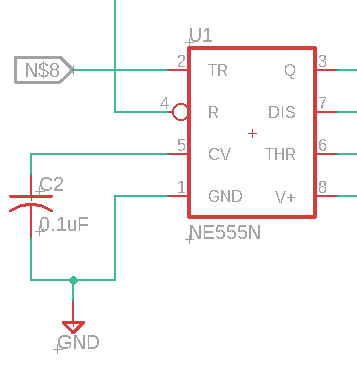 U1
N$8
2 TR Q 3
4 R DIS 7
5 CV THR 6
1 GND V+ 8
C2
0.1uF
NE555N
GND